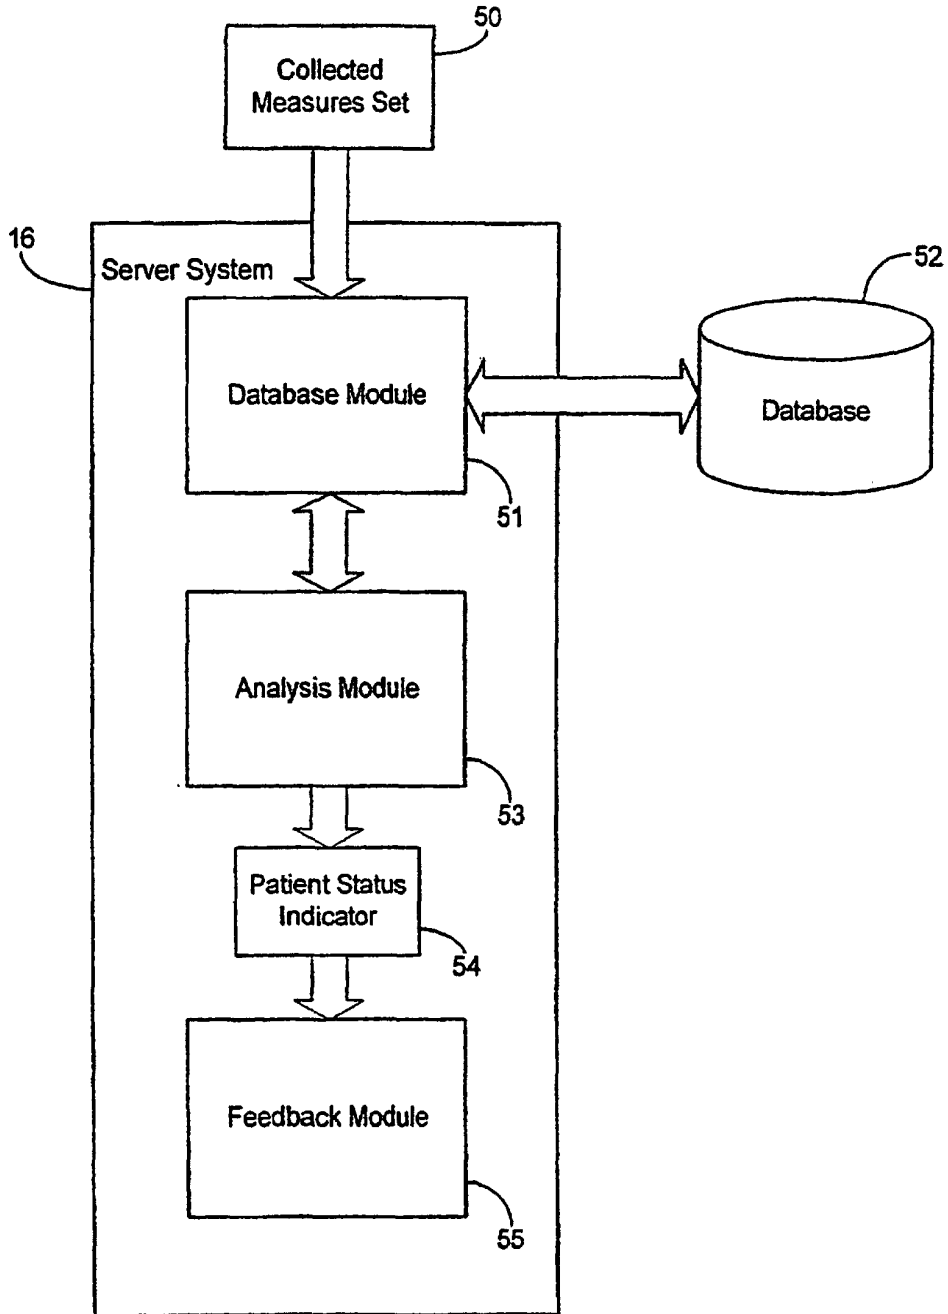 50
Collected
Measures Set
16
Server System
52
Database Module
Database
51
Analysis Module
53
Patient Status
Indicator
54
Feedback Module
55